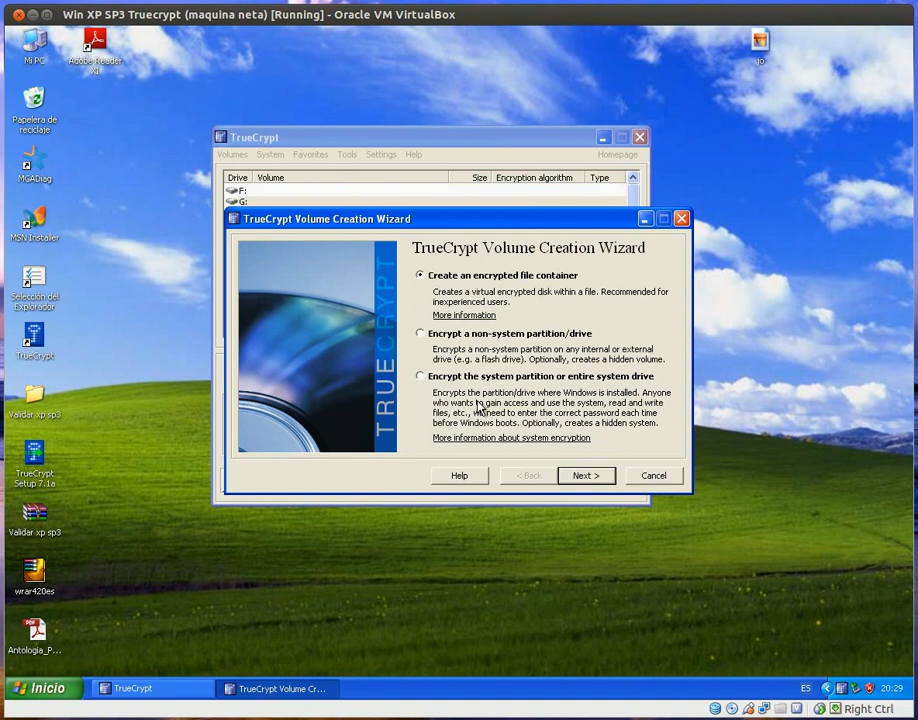 Win XP SP3 Truecrypt (maquina neta) [Running] - Oracle VM VirtualBox
Mi PC
Adobe Reader
XI
jo
Papelera de
reciclaje
MGADiag
MSN Installer
Selección del
Explorador
TrueCrypt
Validar xp sp3
TrueCrypt
Setup 7.1a
Validar xp sp3
wrar420es
Antología_P...
TrueCrypt
Volumes System Favorites Tools Settings Help Homepage
Drive Volume Size Encryption algorithm Type
F:
G:
TrueCrypt Volume Creation Wizard
TRUECRYPT
TrueCrypt Volume Creation Wizard
Create an encrypted file container
Creates a virtual encrypted disk within a file. Recommended for
inexperienced users.
More information
Encrypt a non-system partition/drive
Encrypts a non-system partition on any internal or external
drive (e.g. a flash drive). Optionally, creates a hidden volume.
Encrypt the system partition or entire system drive
Encrypts the partition/drive where Windows is installed. Anyone
who wants to gain access and use the system, read and write
files, etc., will need to enter the correct password each time
before Windows boots. Optionally, creates a hidden system.
More information about system encryption
Help < Back Next > Cancel
Inicio TrueCrypt TrueCrypt Volume Cr... ES 20:29
Right Ctrl